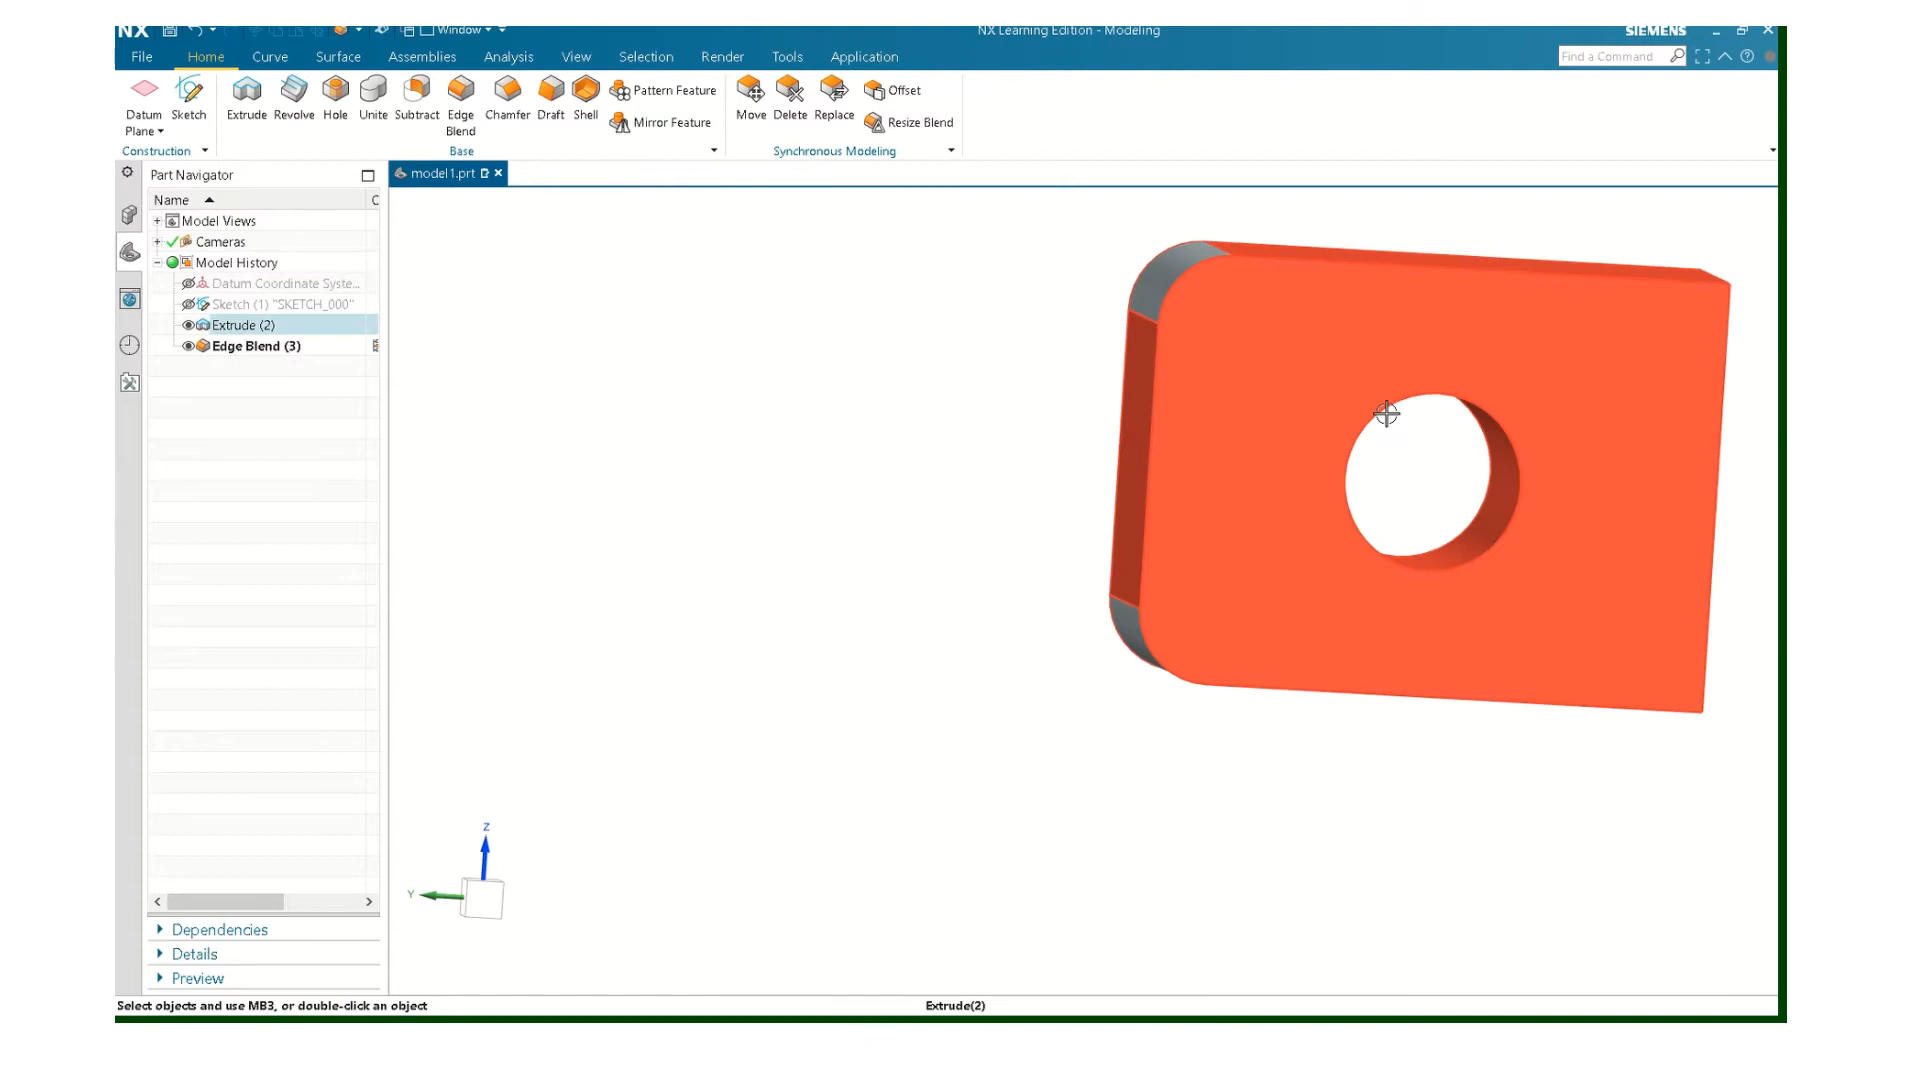 NX Window NX Learning Edition - Modeling SIEMENS
File Home Curve Surface Assemblies Analysis View Selection Render Tools Application Find a Command
Datum Plane Sketch Extrude Revolve Hole Unite Subtract Edge Blend Chamfer Draft Shell Pattern Feature Mirror Feature Move Delete Replace Offset Resize Blend
Construction Base Synchronous Modeling
Part Navigator model1.prt
Name C
Model Views
Cameras
Model History
Datum Coordinate Syste...
Sketch (1) "SKETCH_000"
Extrude (2)
Edge Blend (3)
Z
Y
Dependencies
Details
Preview
Select objects and use MB3, or double-click an object Extrude(2)